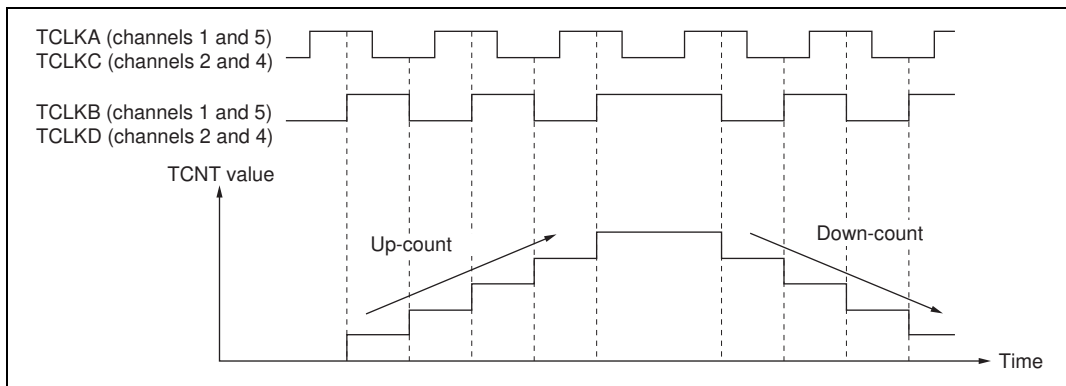 TCLKA (channels 1 and 5)
TCLKC (channels 2 and 4)
TCLKB (channels 1 and 5)
TCLKD (channels 2 and 4)
TCNT value
Up-count
Down-count
Time